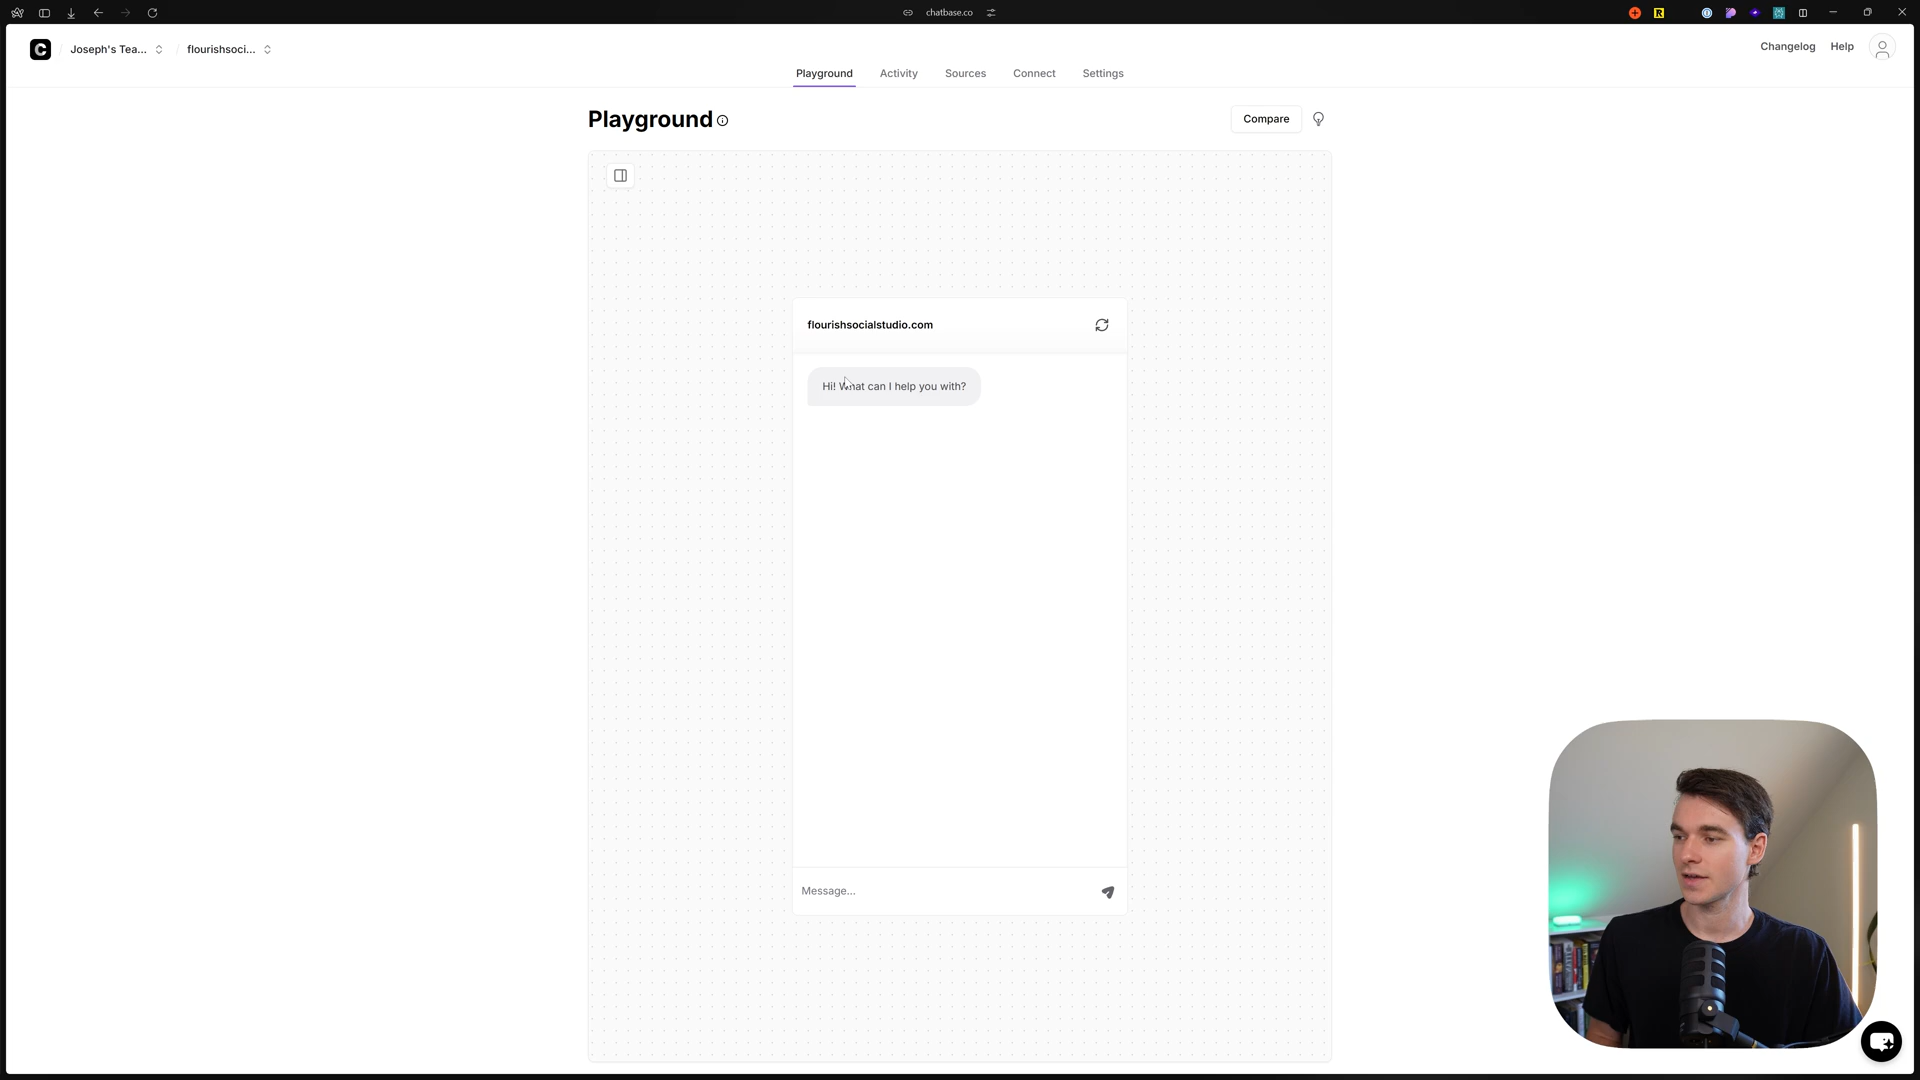 chatbase.co
Joseph's Tea...
flourishsoci...
Changelog
Help
Playground
Activity
Sources
Connect
Settings
Playground
Compare
flourishsocialstudio.com
Hi! What can I help you with?
Message...